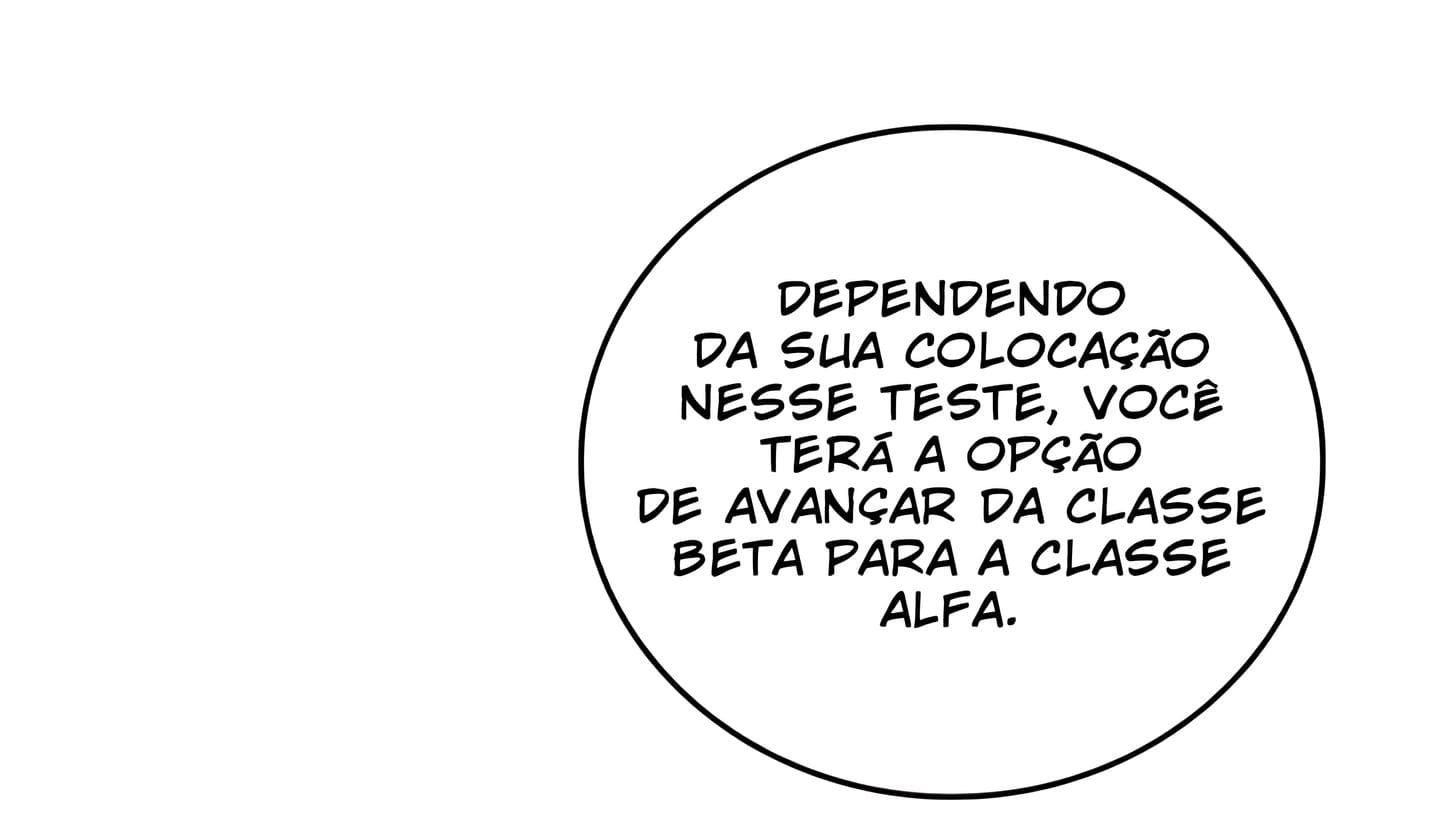 DEPENDENDO
DA SUA COLOCAÇÃO
NESSE TESTE, VOCÊ
TERÁ A OPÇÃO
DE AVANÇAR DA CLASSE
BETA PARA A CLASSE
ALFA.